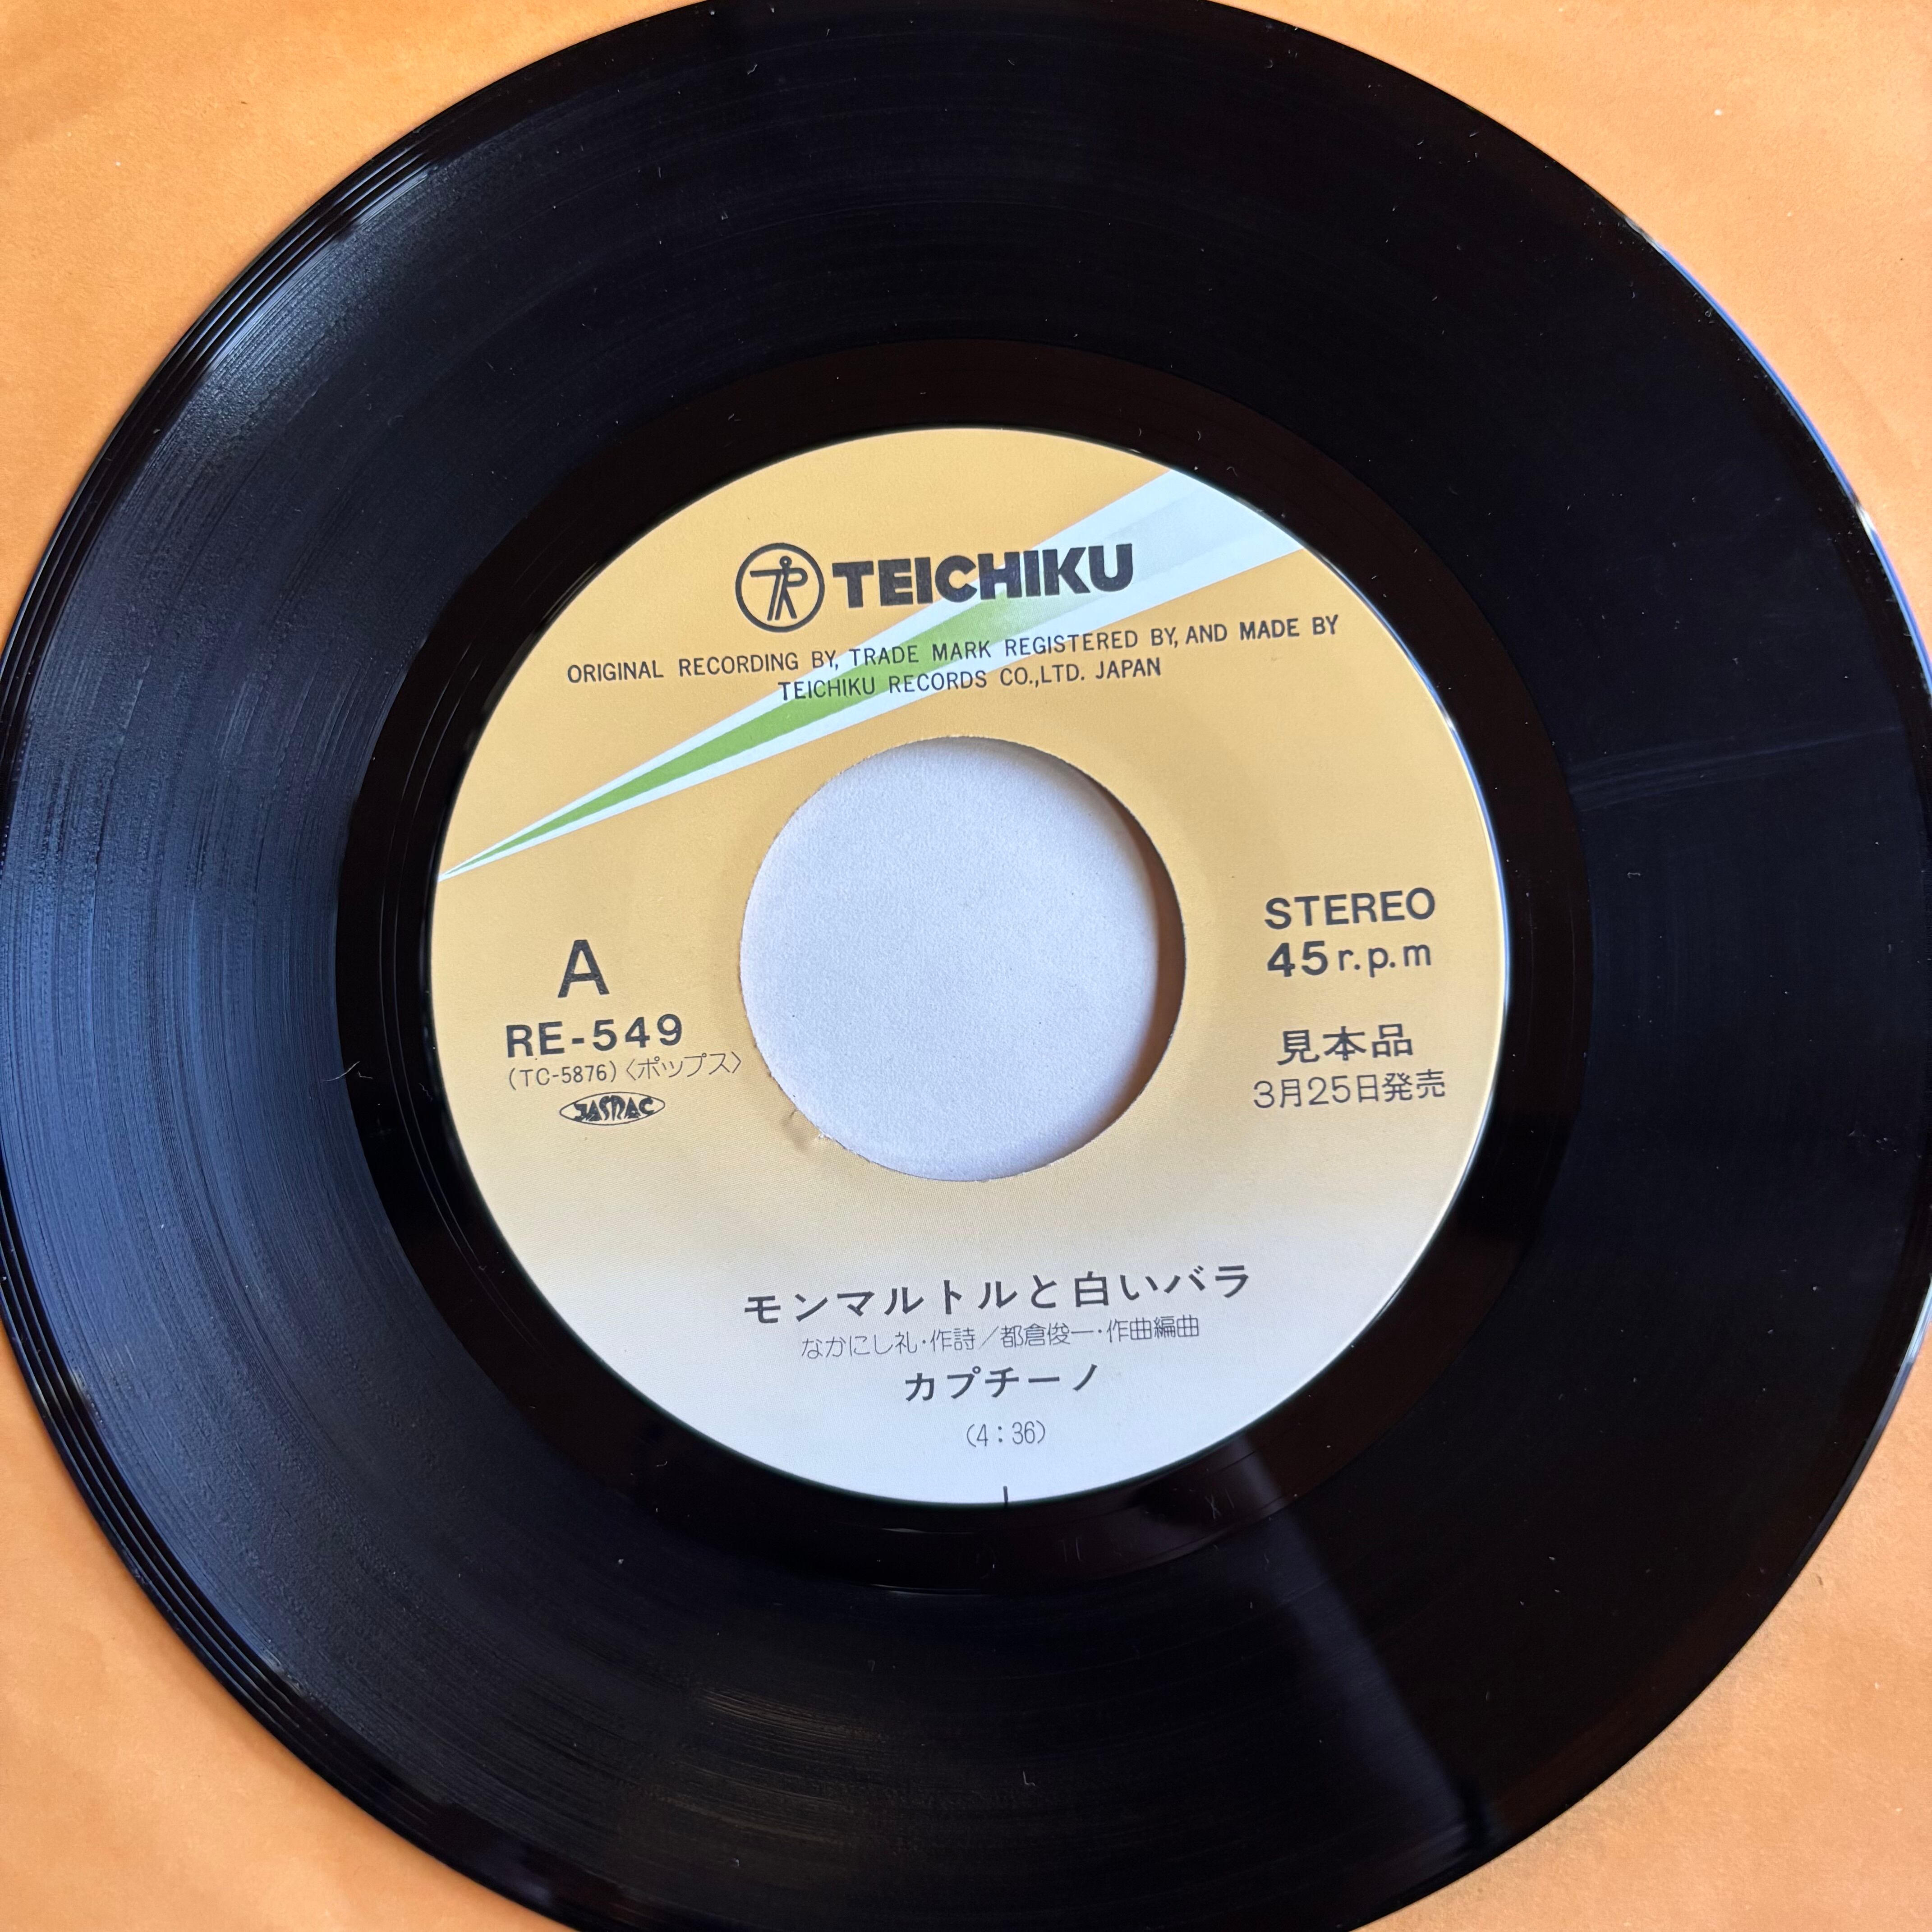 TEICHIKU
ORIGINAL RECORDING BY, TRADE MARK REGISTERED BY, AND MADE BY
TEICHIKU RECORDS CO.,LTD. JAPAN
A
RE-549
(TC-5876)〈ポップス〉
JASRAC
STEREO
45r.p.m
見本品
3月25日発売
モンマルトルと白いバラ
なかにし礼・作詩／都倉俊一・作曲編曲
カプチーノ
(4:36)